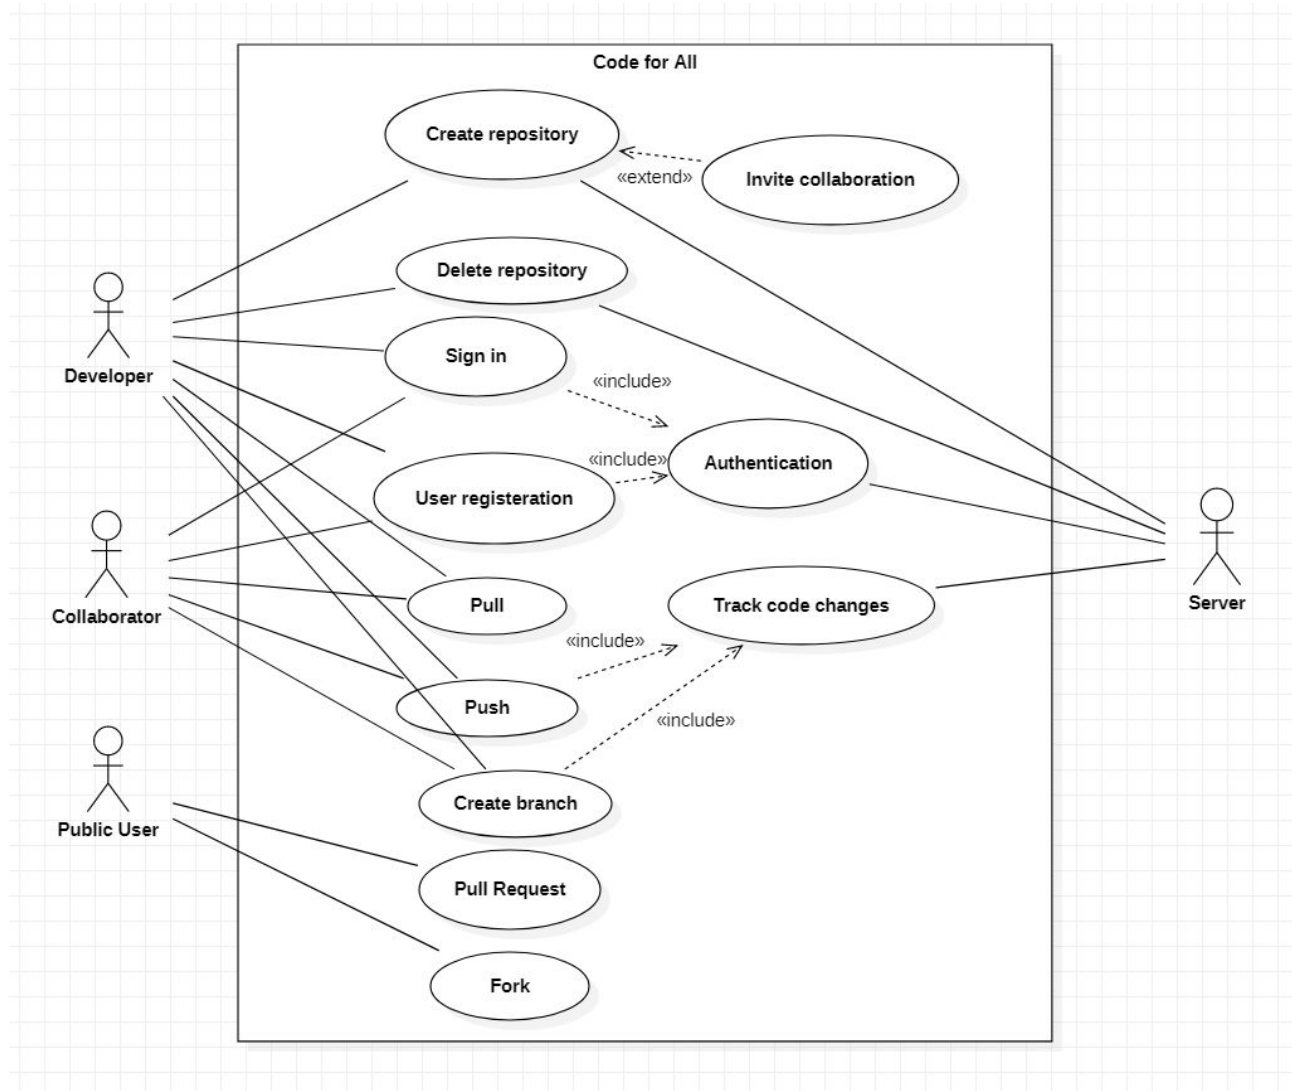 Code for All
Create repository
«extend»
Invite collaboration
Delete repository
Developer
Sign in
«include»
«include»
Authentication
User registeration
Collaborator
Pull
Track code changes
Server
«include»
Push
«include»
Public User
Create branch
Pull Request
Fork